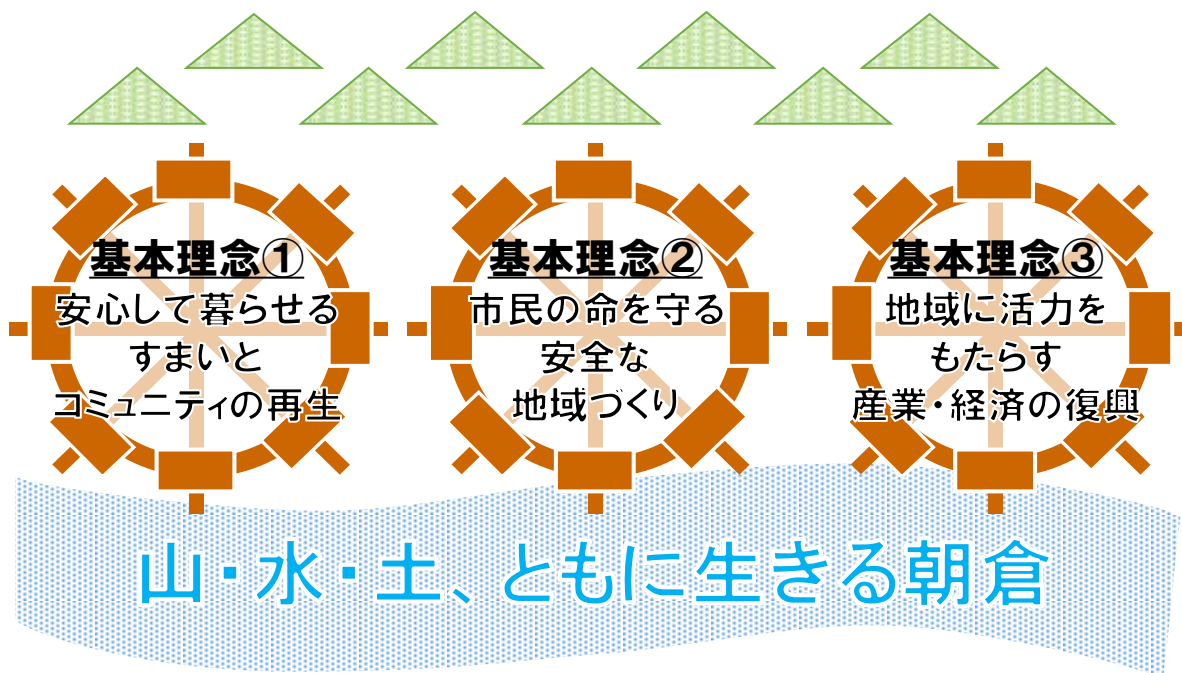 基本理念①
安心して暮らせる
すまいと
コミュニティの再生
基本理念②
市民の命を守る
安全な
地域づくり
基本理念③
地域に活力を
もたらす
産業・経済の復興
山・水・土、ともに生きる朝倉